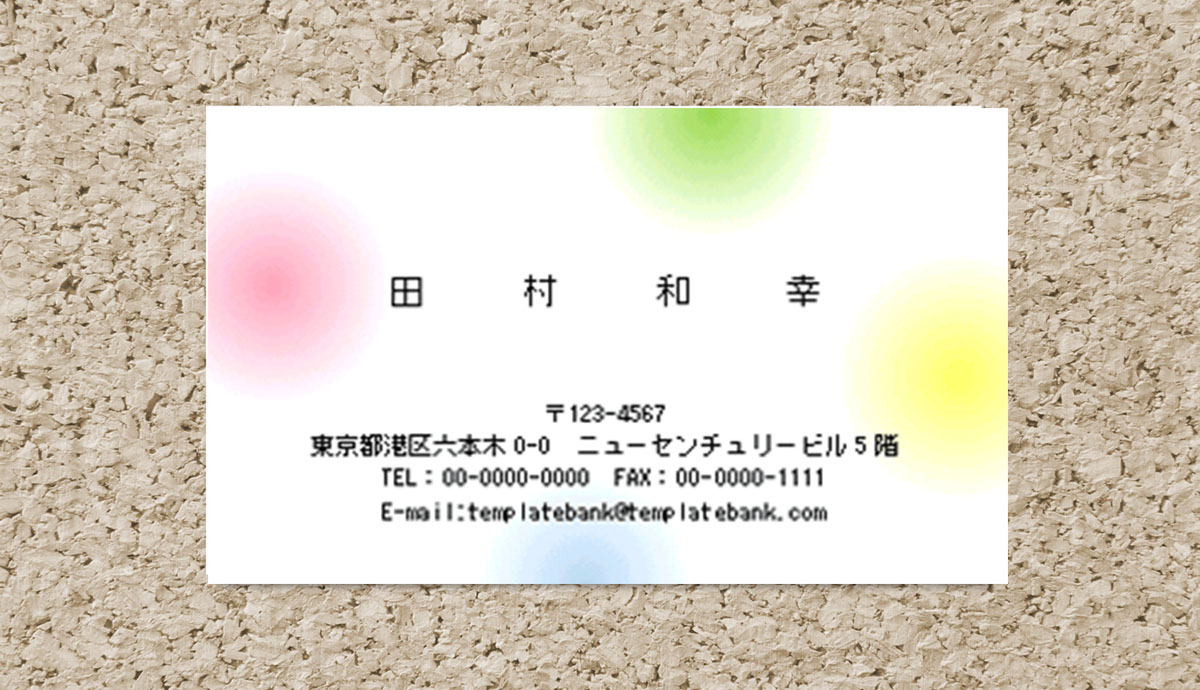 田村和幸
〒123-4567
東京都港区六本木0-0　ニューセンチュリービル5階
TEL：00-0000-0000　FAX：00-0000-1111
E-mail:templatebank@templatebank.com